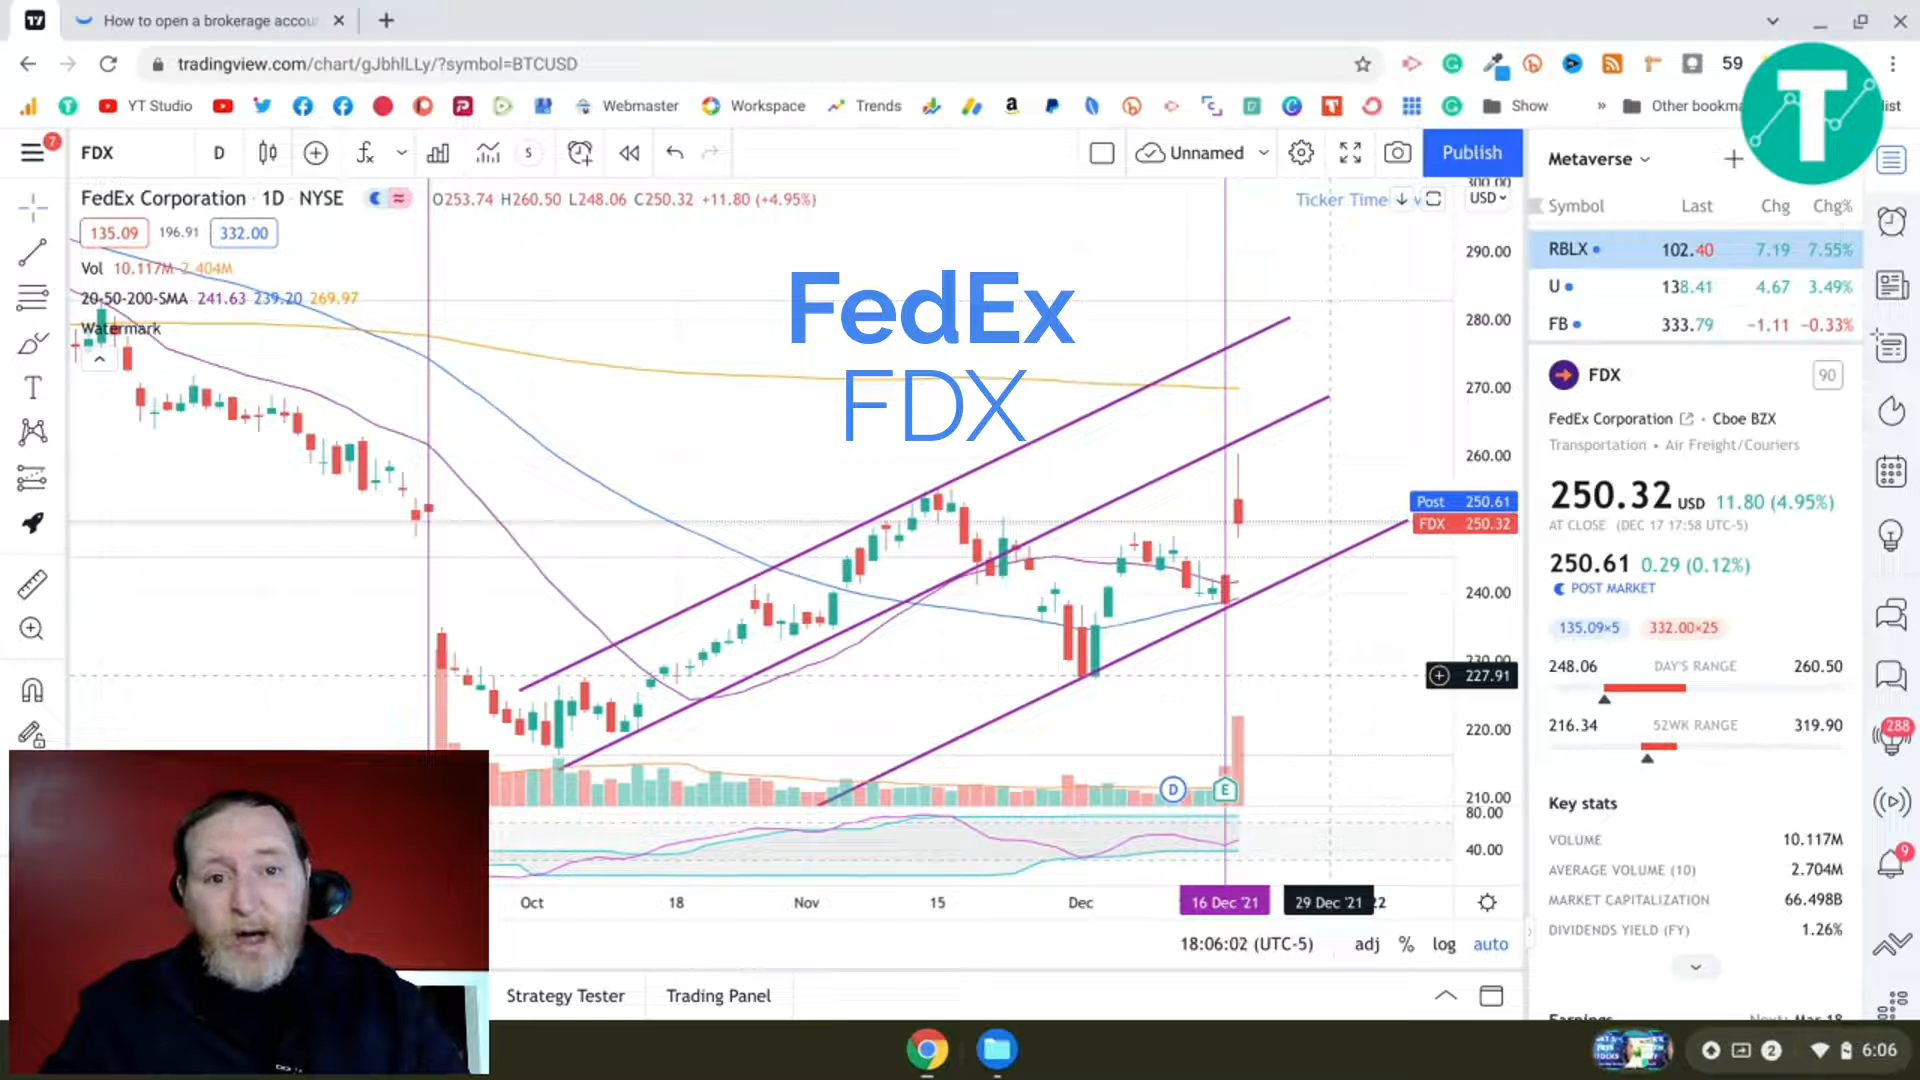 How to open a brokerage accou
tradingview.com/chart/gJbhlLLy/?symbol=BTCUSD
59
YT Studio
Webmaster
Workspace
Trends
Show
»
Other bookma
list
7
FDX
D
S
Unnamed
Publish
FedEx Corporation · 1D · NYSE
O253.74 H260.50 L248.06 C250.32 +11.80 (+4.95%)
Ticker Time
USD
135.09
196.91
332.00
Vol 10.117M 2.404M
20-50-200-SMA 241.63 239.20 269.97
Watermark
FedEx
FDX
300.00
290.00
280.00
270.00
260.00
Post 250.61
FDX 250.32
240.00
230.00
227.91
220.00
210.00
80.00
40.00
D
E
Oct
18
Nov
15
Dec
16 Dec '21
29 Dec '21
22
18:06:02 (UTC-5)
adj
%
log
auto
Strategy Tester
Trading Panel
Metaverse
Symbol Last Chg Chg%
RBLX 102.40 7.19 7.55%
U 138.41 4.67 3.49%
FB 333.79 −1.11 −0.33%
FDX
90
FedEx Corporation · Cboe BZX
Transportation • Air Freight/Couriers
250.32 USD 11.80 (4.95%)
AT CLOSE (DEC 17 17:58 UTC-5)
250.61 0.29 (0.12%)
POST MARKET
135.09×5 332.00×25
248.06 DAY'S RANGE 260.50
216.34 52WK RANGE 319.90
Key stats
VOLUME 10.117M
AVERAGE VOLUME (10) 2.704M
MARKET CAPITALIZATION 66.498B
DIVIDENDS YIELD (FY) 1.26%
288
9
2
6:06